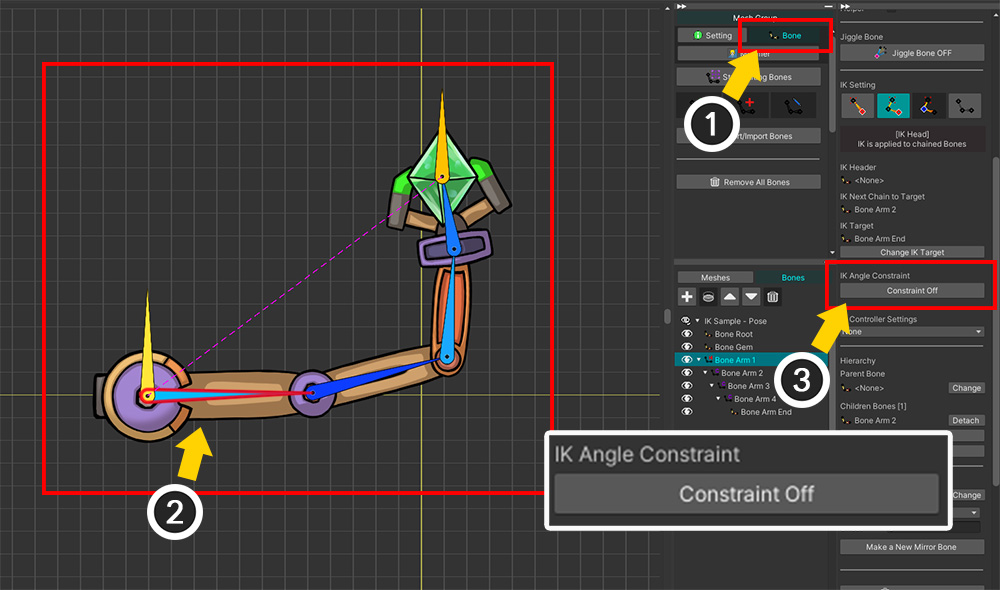 Mesh Group
Setting
Bone
Bones
Import Bones
Remove All Bones
Meshes
Bones
IK Sample - Pose
Bone Root
Bone Gem
Bone Arm 1
Bone Arm 2
Bone Arm 3
Bone Arm 4
Bone Arm End
Jiggle Bone
Jiggle Bone OFF
IK Setting
[IK Head]
IK is applied to chained Bones
IK Header
<None>
IK Next Chain to Target
Bone Arm 2
IK Target
Bone Arm End
Change IK Target
IK Angle Constraint
Constraint Off
Controller Settings
None
Hierarchy
Parent Bone
<None>
Change
Children Bones [1]
Bone Arm 2
Detach
Change
Make a New Mirror Bone
IK Angle Constraint
Constraint Off
1
2
3